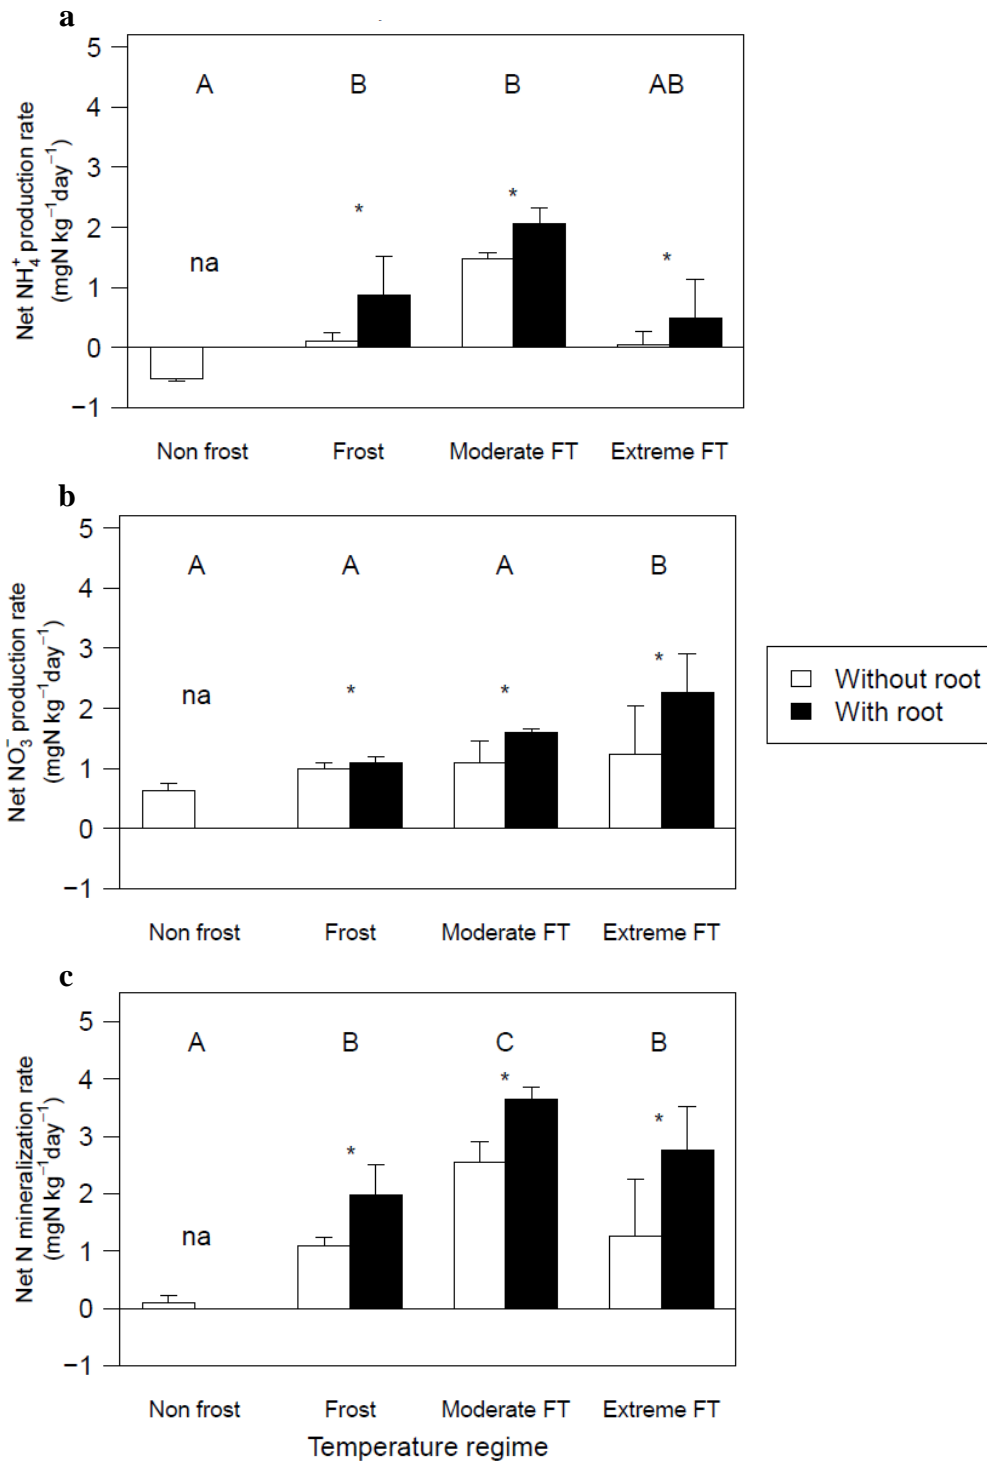 a
Net NH₄⁺ production rate
(mgN kg⁻¹day⁻¹)
5
4
3
2
1
0
−1
A
B
B
AB
na
*
*
*
Non frost
Frost
Moderate FT
Extreme FT
b
Net NO₃⁻ production rate
(mgN kg⁻¹day⁻¹)
5
4
3
2
1
0
−1
A
A
A
B
na
*
*
*
Non frost
Frost
Moderate FT
Extreme FT
Without root
With root
c
Net N mineralization rate
(mgN kg⁻¹day⁻¹)
5
4
3
2
1
0
−1
A
B
C
B
na
*
*
*
Non frost
Frost
Moderate FT
Extreme FT
Temperature regime